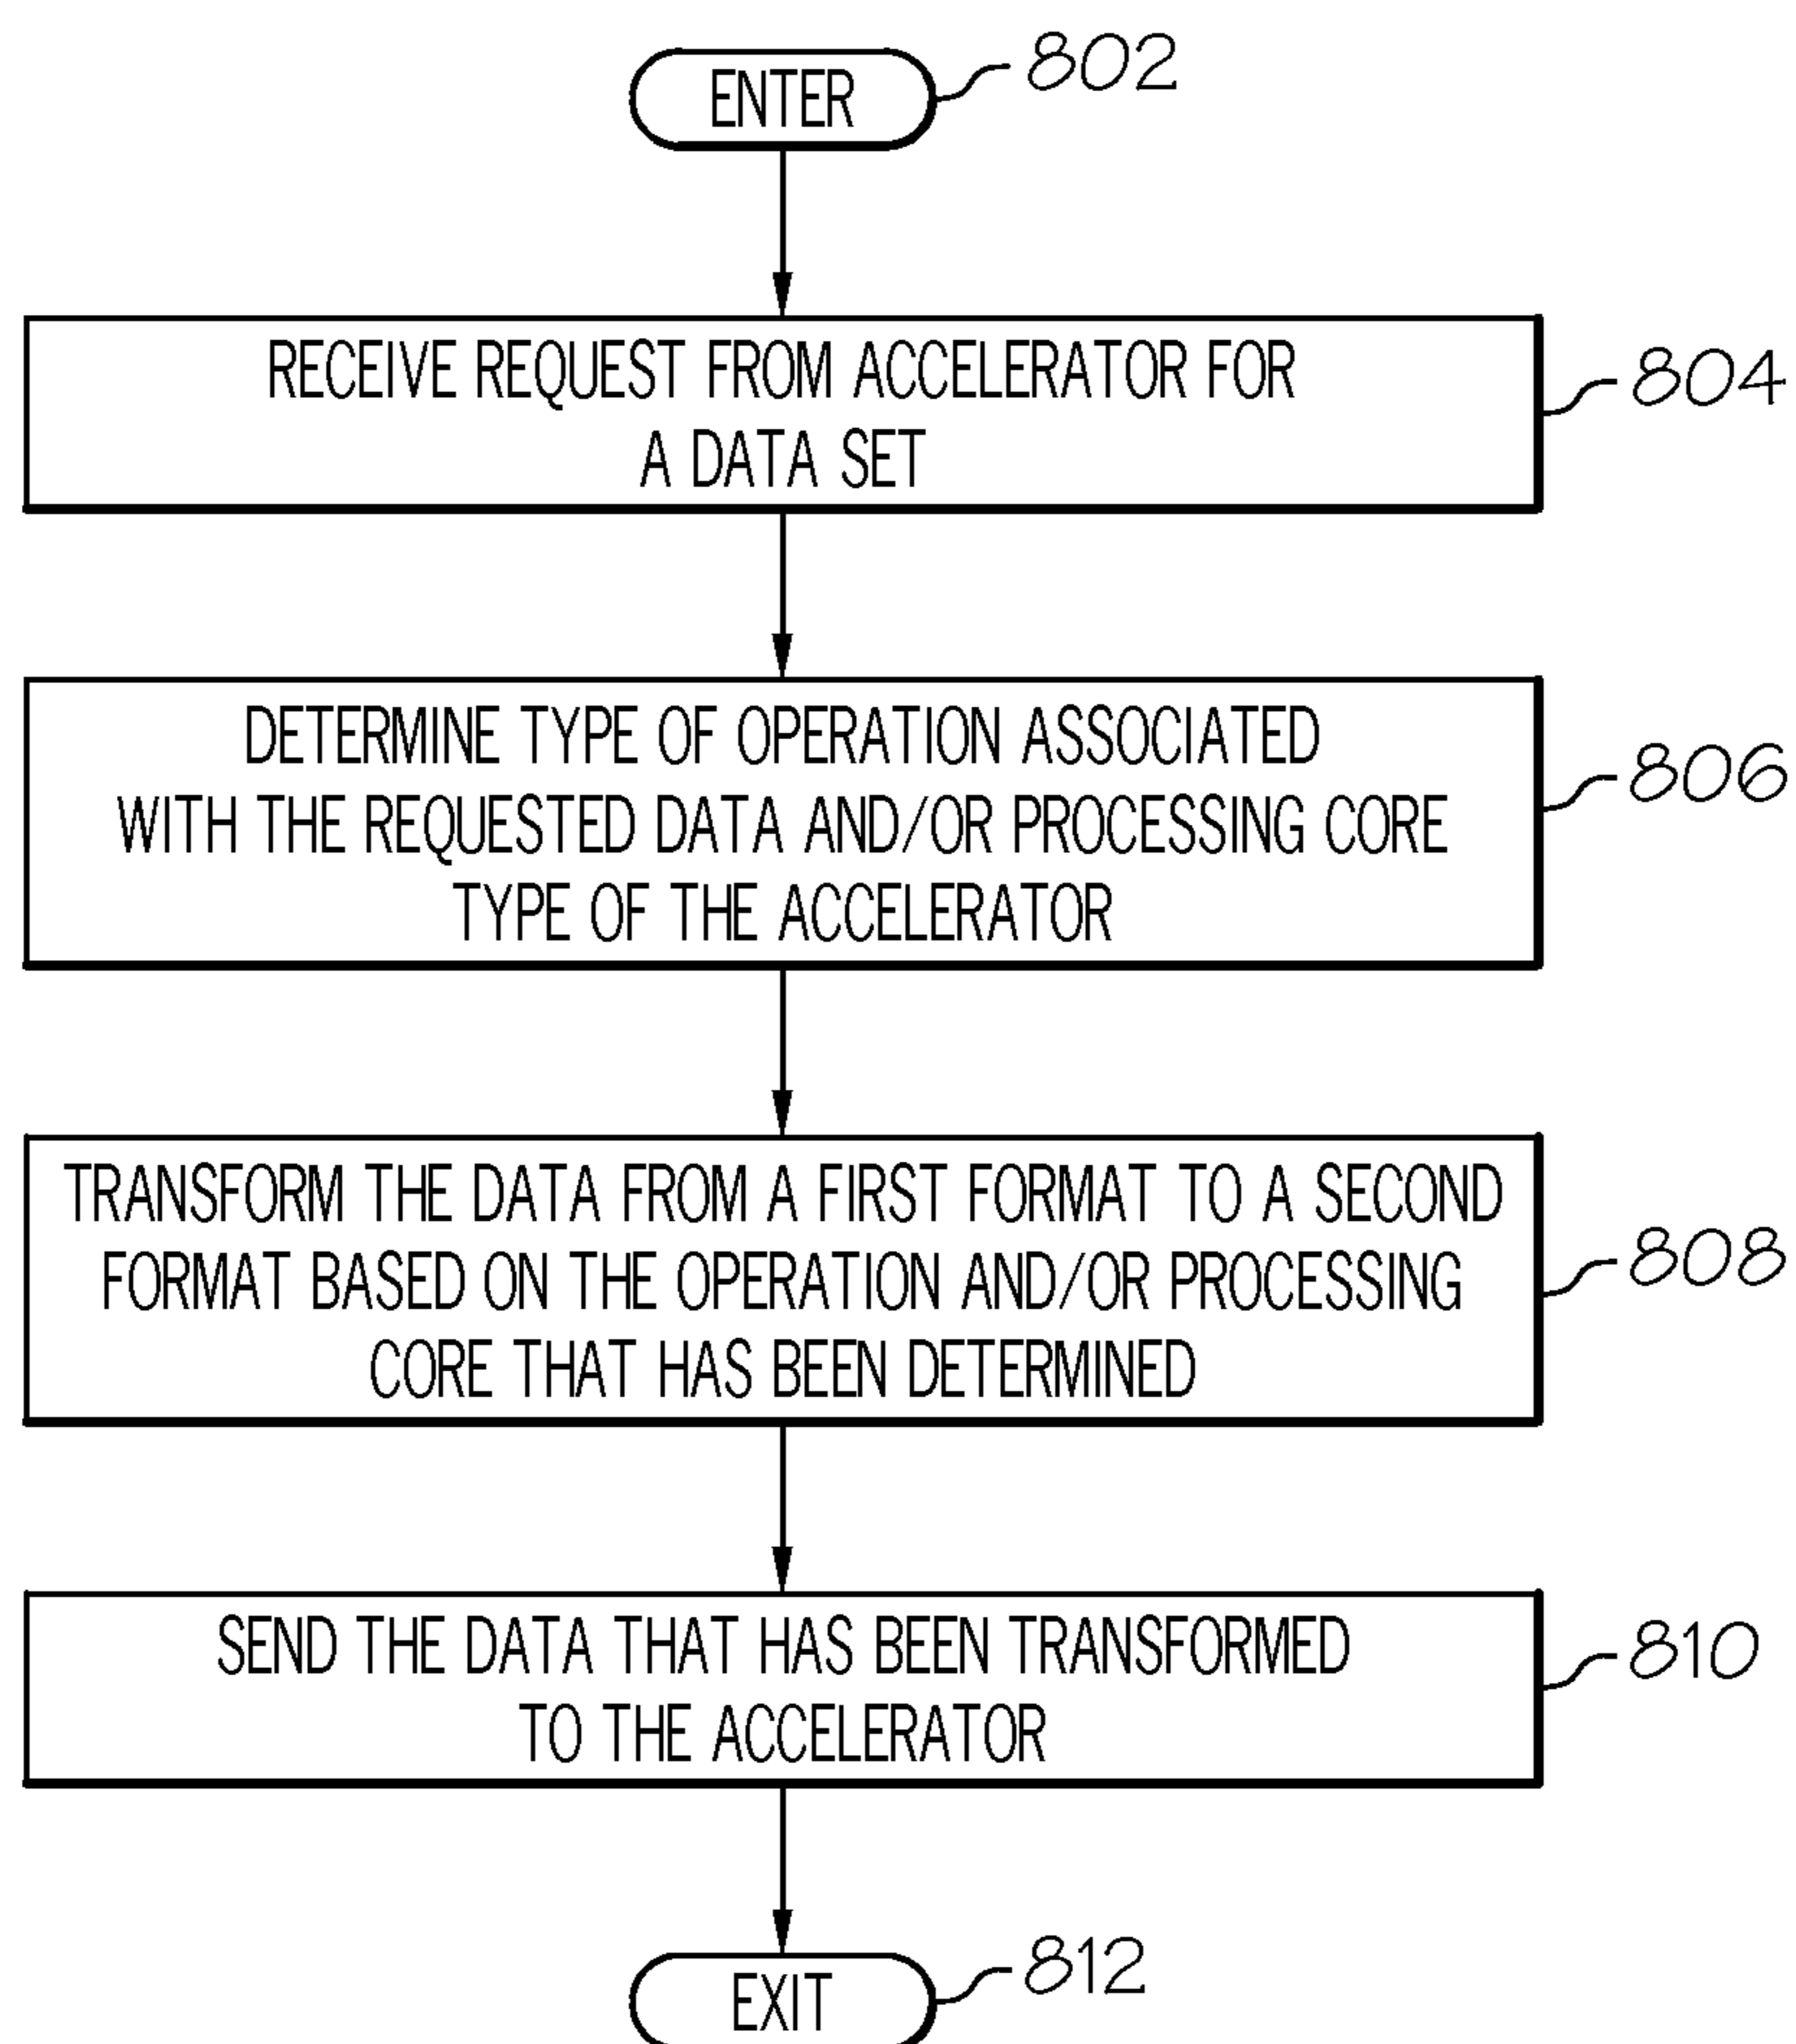 ENTER
802
RECEIVE REQUEST FROM ACCELERATOR FOR
A DATA SET
804
DETERMINE TYPE OF OPERATION ASSOCIATED
WITH THE REQUESTED DATA AND/OR PROCESSING CORE
TYPE OF THE ACCELERATOR
806
TRANSFORM THE DATA FROM A FIRST FORMAT TO A SECOND
FORMAT BASED ON THE OPERATION AND/OR PROCESSING
CORE THAT HAS BEEN DETERMINED
808
SEND THE DATA THAT HAS BEEN TRANSFORMED
TO THE ACCELERATOR
810
EXIT
812